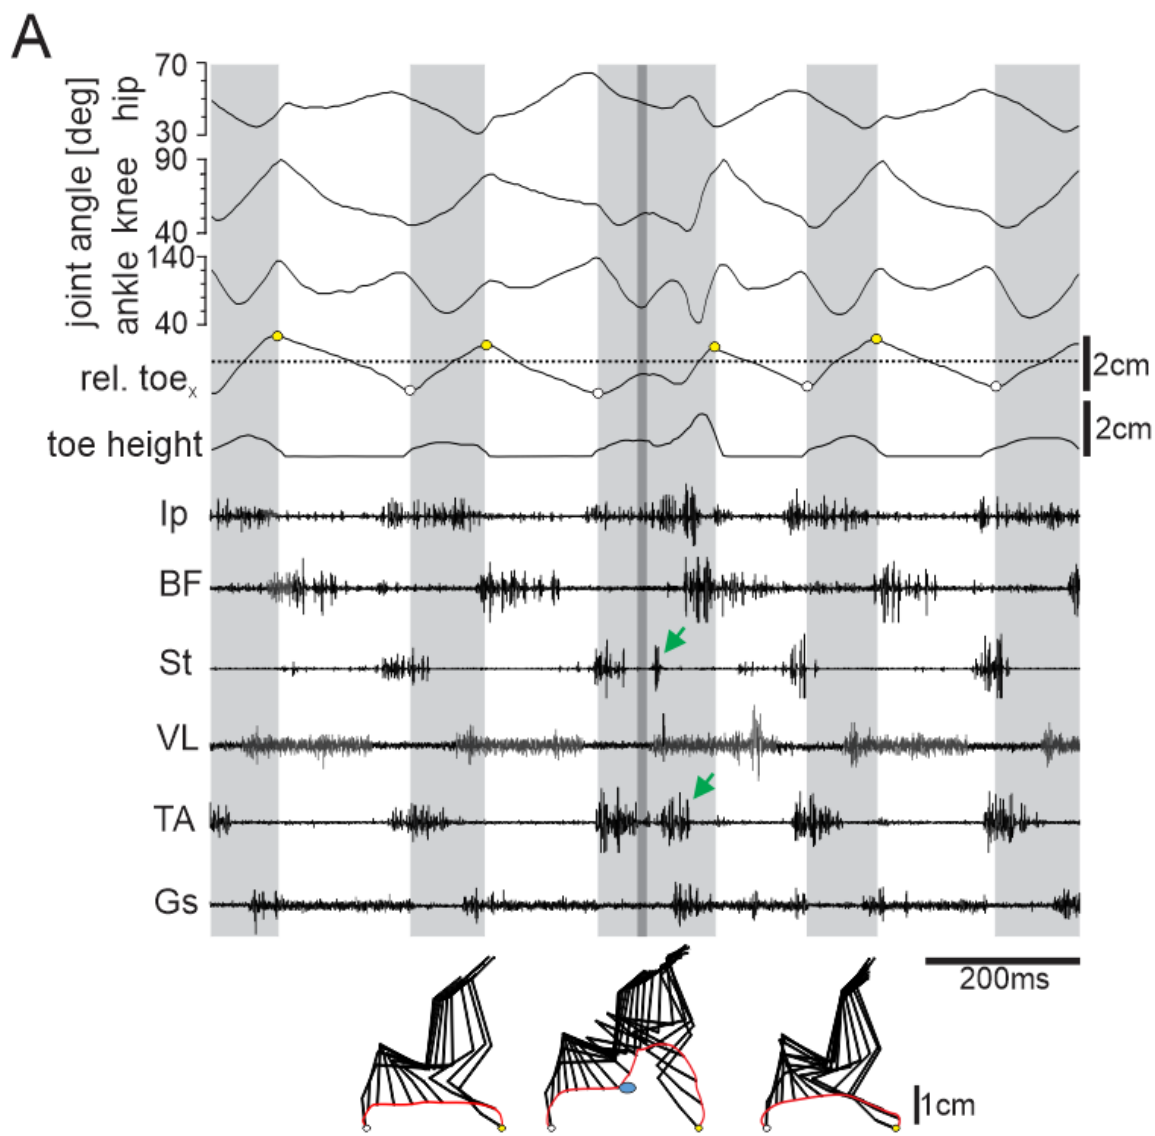 A
joint angle [deg]
hip
70
30
knee
90
40
ankle
140
40
rel. toex
2cm
toe height
2cm
Ip
BF
St
VL
TA
Gs
200ms
1cm